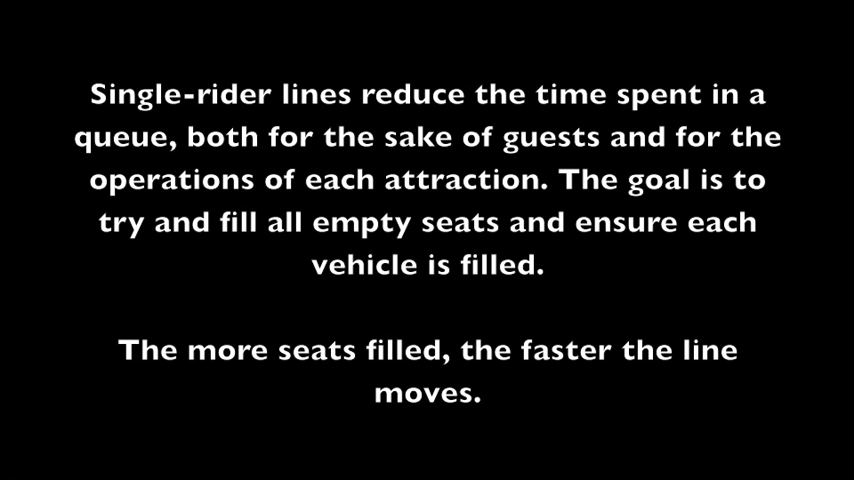 Single-rider lines reduce the time spent in a
queue, both for the sake of guests and for the
operations of each attraction. The goal is to
try and fill all empty seats and ensure each
vehicle is filled.
The more seats filled, the faster the line
moves.